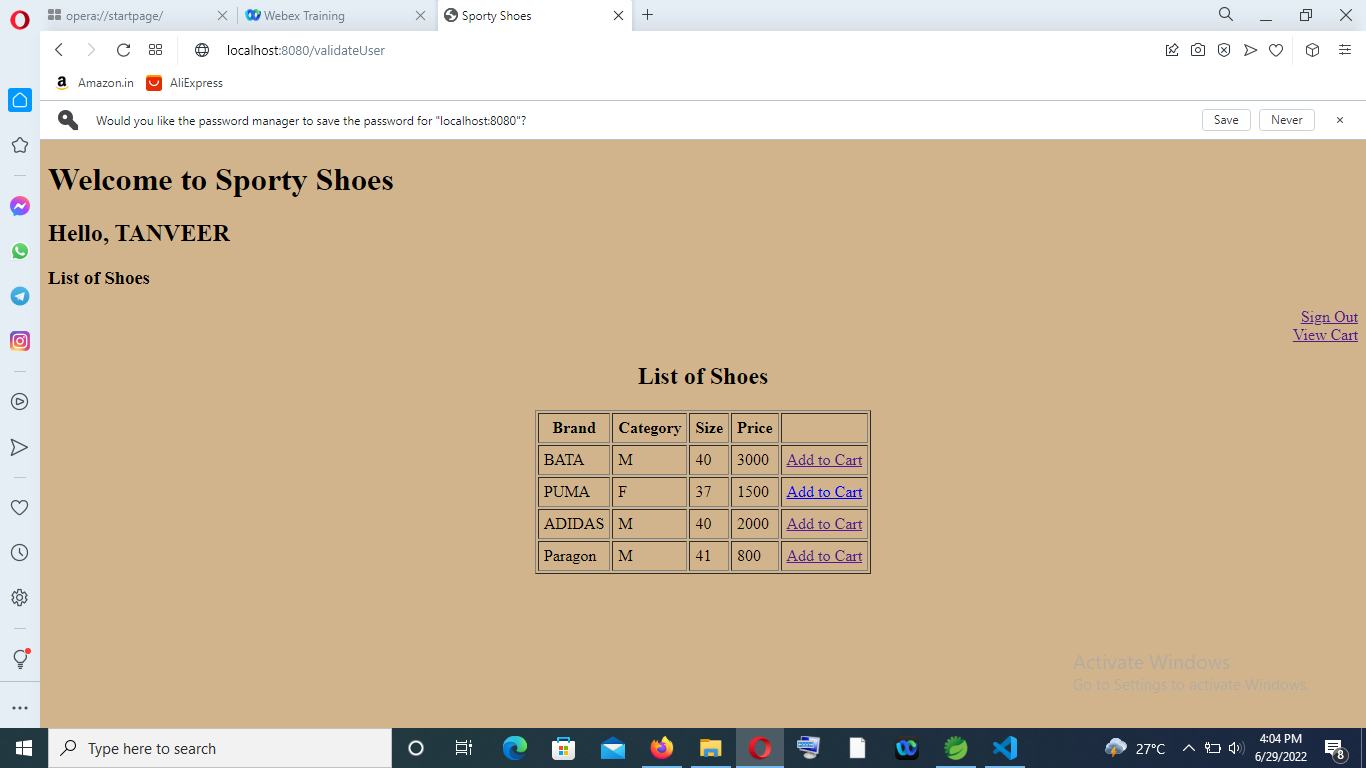 opera://startpage/ Webex Training Sporty Shoes
localhost:8080/validateUser
Amazon.in AliExpress
Would you like the password manager to save the password for "localhost:8080"? Save Never
Welcome to Sporty Shoes
Hello, TANVEER
List of Shoes
Sign Out
View Cart
List of Shoes
Brand Category Size Price
BATA M 40 3000 Add to Cart
PUMA F 37 1500 Add to Cart
ADIDAS M 40 2000 Add to Cart
Paragon M 41 800 Add to Cart
Activate Windows
Go to Settings to activate Windows.
Type here to search
27°C
4:04 PM
6/29/2022
8